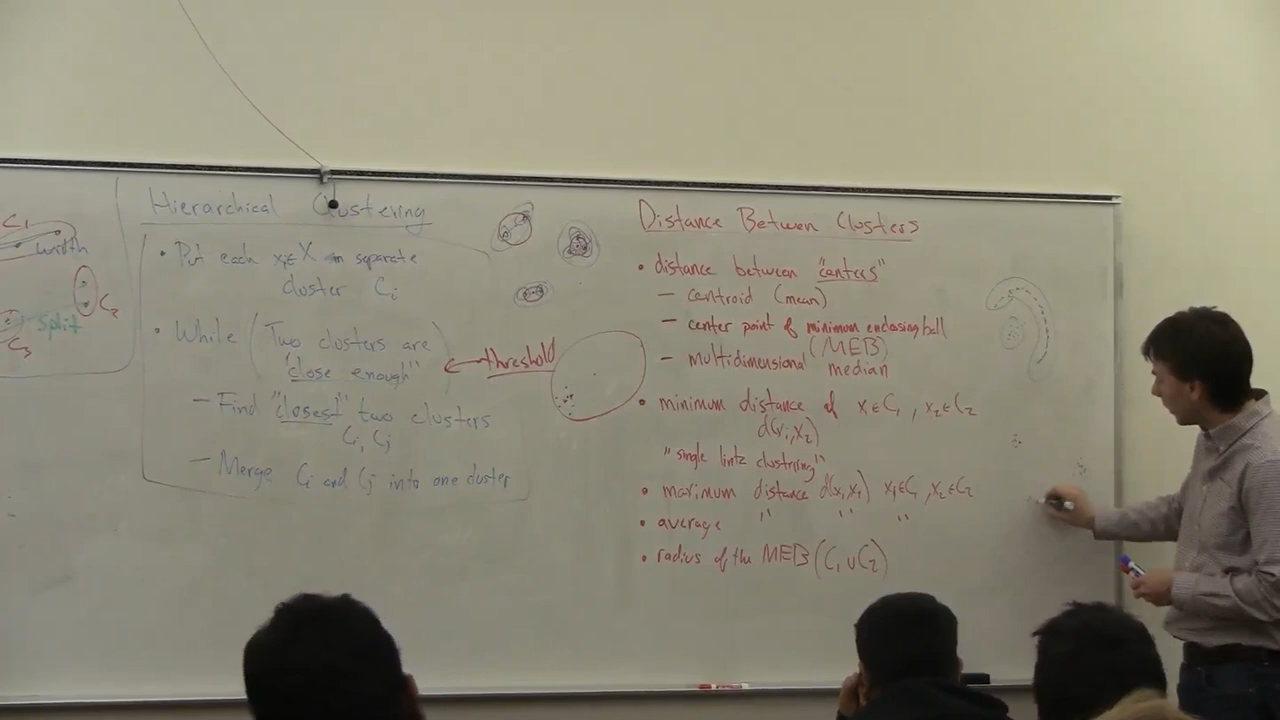 C1
width
C2
split
C3
Hierarchical Clustering
• Put each xi∈X in separate
cluster Ci
• While (Two clusters are
"close enough")
← threshold
– Find "closest" two clusters
Ci, Cj
– Merge Ci and Cj into one cluster
Distance Betwen Clusters
• distance between "centers"
– centroid (mean)
– center point of minimum enclosing ball
(MEB)
– multidimensional median
• minimum distance of x1∈C1, x2∈C2
d(x1,x2)
"single link clustering"
• maximum distance d(x1,x2) x1∈C1, x2∈C2
• average " " "
• radius of the MEB (C1 ∪ C2)